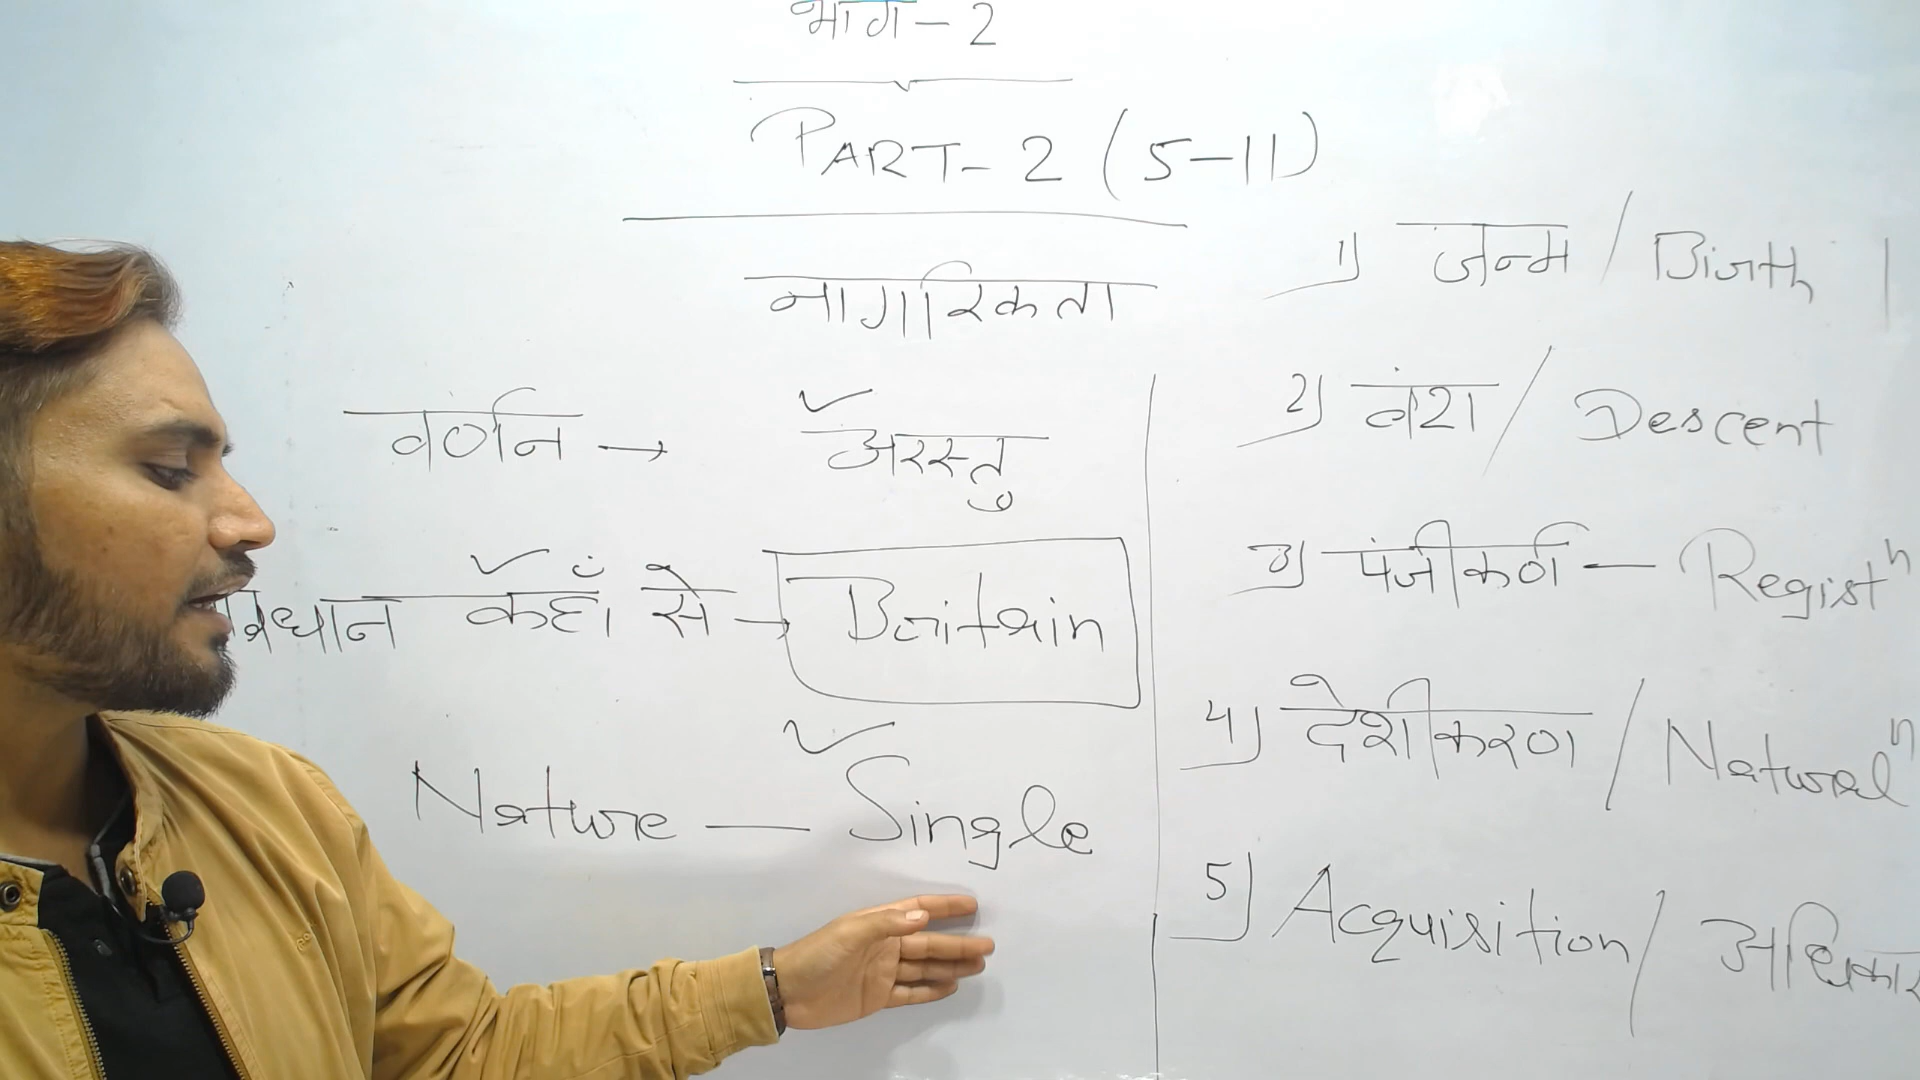 भाग - 2
PART - 2 ( 5 - 11 )
नागरिकता
वर्णन → अरस्तु
कहाँ से → Britain
Nature — Single
1) जन्म / Birth
2) वंश / Descent
3) पंजीकर्ण — Registⁿ
4) देशीकरण / Naturalⁿ
5) Acquisition /